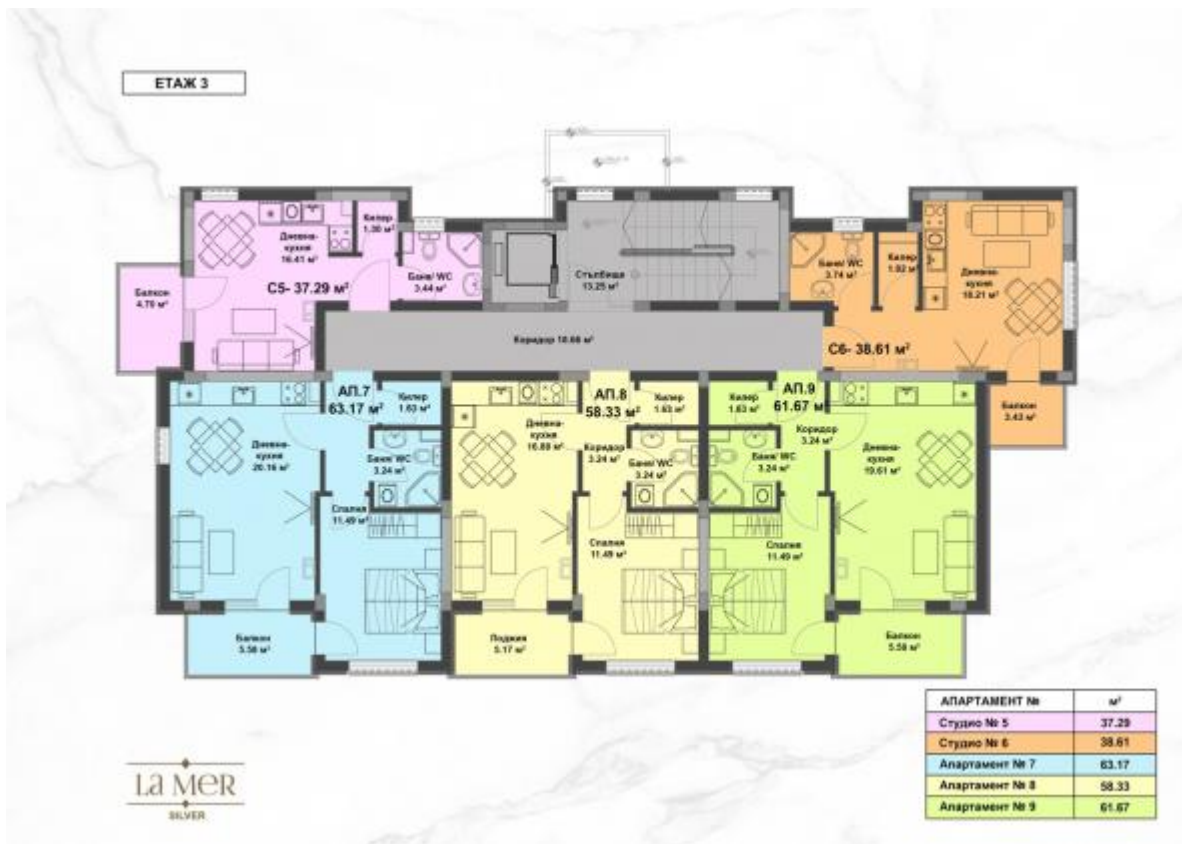 ЕТАЖ 3
Килер
1.30 м²
Дневна-
кухня
16.41 м²
Баня/ WC
3.44 м²
С5- 37.29 м²
Балкон
4.70 м²
Стълбище
13.25 м²
Баня/ WC
3.74 м²
Килер
1.82 м²
Дневна-
кухня
18.21 м²
С6- 38.61 м²
Балкон
3.43 м²
Коридор 18.66 м²
АП.7
63.17 м²
Килер
1.63 м²
Дневна-
кухня
20.16 м²
Баня/ WC
3.24 м²
Спалня
11.49 м²
Балкон
5.58 м²
АП.8
58.33 м²
Килер
1.63 м²
Дневна-
кухня
Коридор
3.24 м²
Баня/ WC
3.24 м²
Спалня
11.49 м²
Лоджия
5.17 м²
АП.9
61.67 м²
Килер
1.63 м²
Коридор
3.24 м²
Баня/ WC
3.24 м²
Дневна-
кухня
19.61 м²
Спалня
11.49 м²
Балкон
5.58 м²
АПАРТАМЕНТ № м²
Студио № 5 37.29
Студио № 6 38.61
Апартамент № 7 63.17
Апартамент № 8 58.33
Апартамент № 9 61.67
La MeR
SILVER